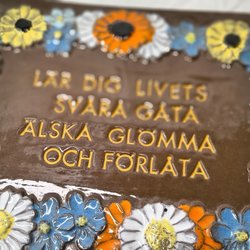 LÄR DIG LIVETS
SVÅRA GÅTA
ÄLSKA GLÖMMA
OCH FÖRLÅTA